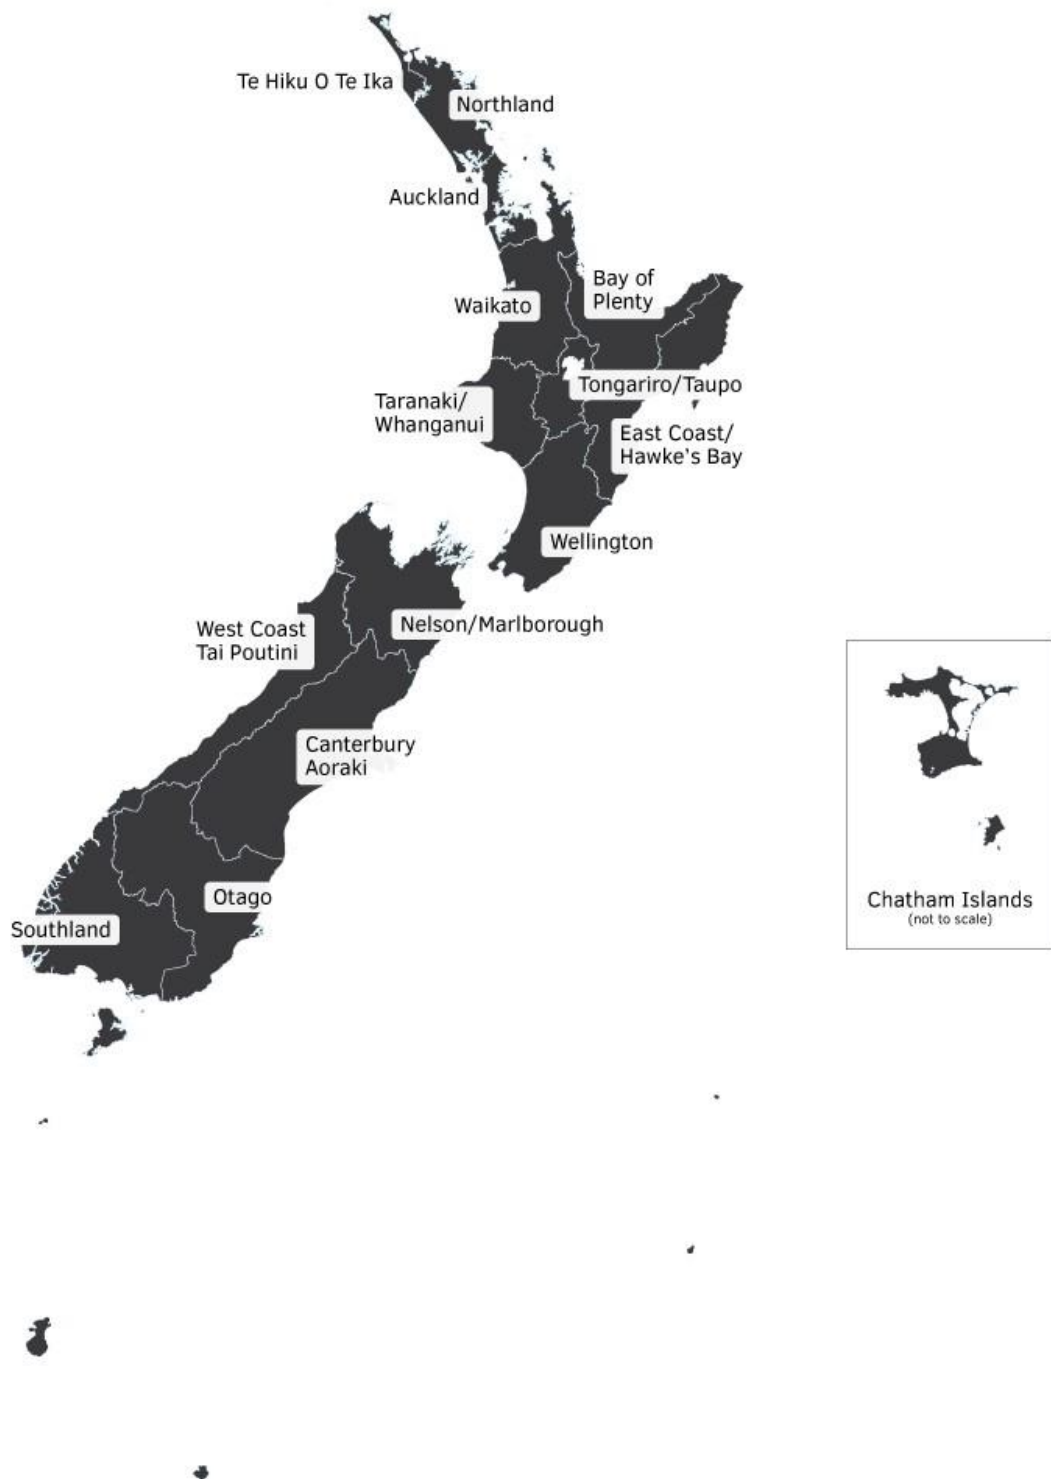 Te Hiku O Te Ika
Northland
Auckland
Bay of
Plenty
Waikato
Tongariro/Taupo
Taranaki/
Whanganui
East Coast/
Hawke's Bay
Wellington
Nelson/Marlborough
West Coast
Tai Poutini
Canterbury
Aoraki
Otago
Southland
Chatham Islands
(not to scale)